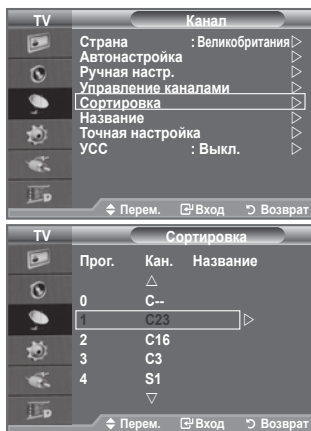 TV Канал
Страна : Великобритания
Автонастройка
Ручная настр.
Управление каналами
Сортировка
Название
Точная настройка
УСС : Выкл.
Перем. Вход Возврат
TV Сортировка
Прог. Кан. Название
0 C--
1 C23
2 C16
3 C3
4 S1
Перем. Вход Возврат